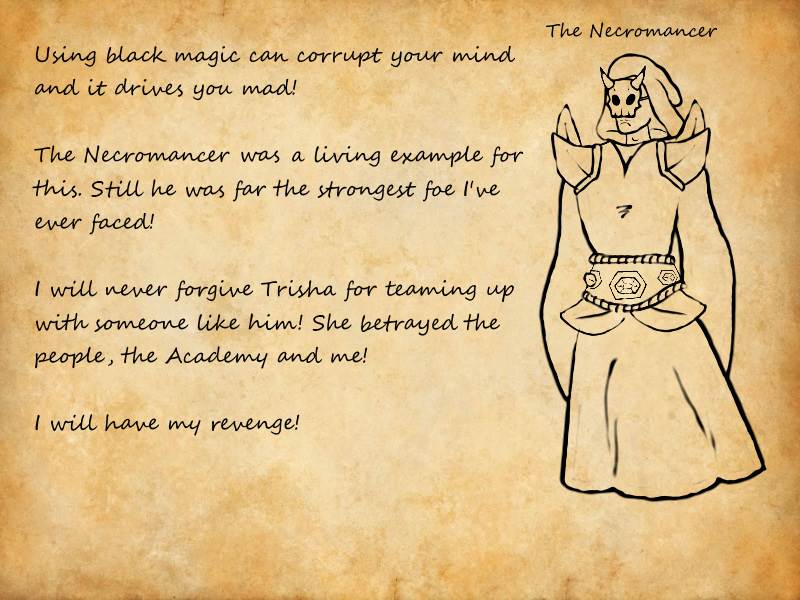 The Necromancer
Using black magic can corrupt your mind
and it drives you mad!
The Necromancer was a living example for
this. Still he was far the strongest foe I've
ever faced!
I will never forgive Trisha for teaming up
with someone like him! She betrayed the
people, the Academy and me!
I will have my revenge!